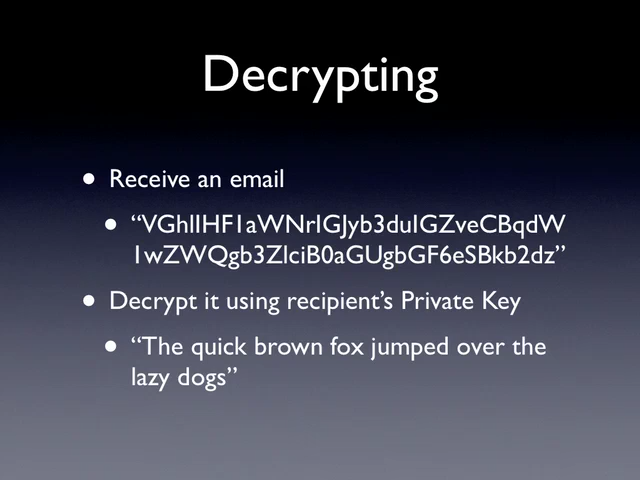 Decrypting
• Receive an email
• “VGhlIHF1aWNrIGJyb3duIGZveCBqdW
1wZWQgb3ZlciB0aGUgbGF6eSBkb2dz”
• Decrypt it using recipient’s Private Key
• “The quick brown fox jumped over the
lazy dogs”